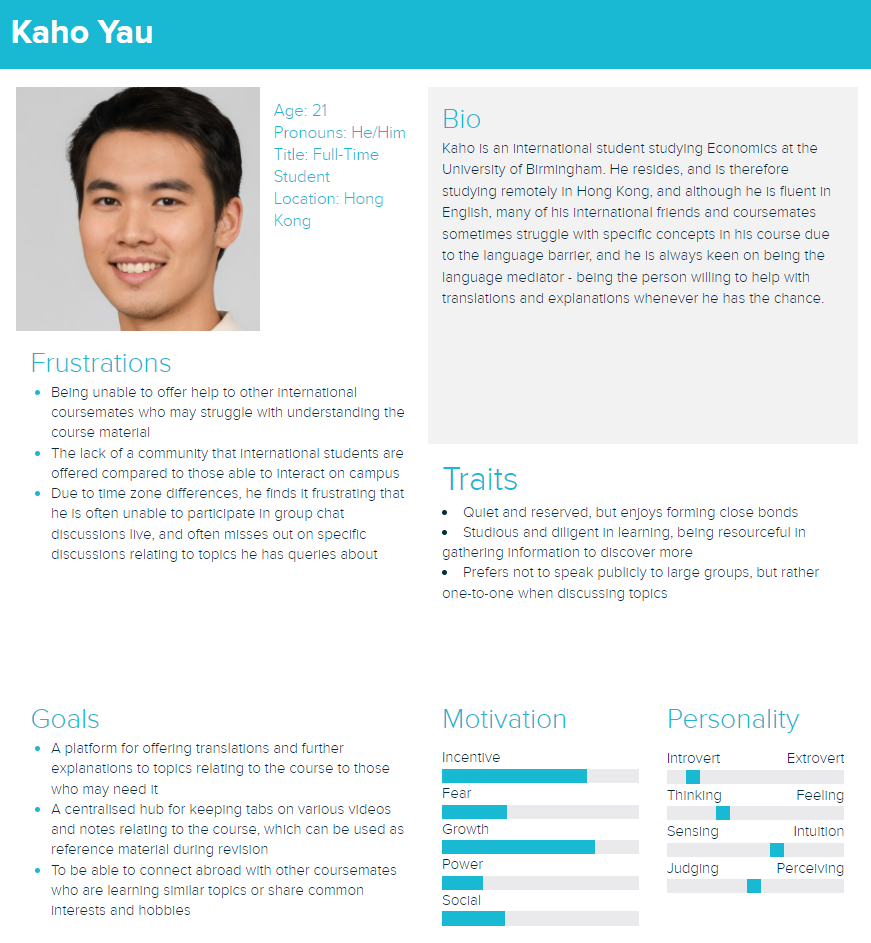 Kaho Yau
Age: 21
Pronouns: He/Him
Title: Full-Time
Student
Location: Hong
Kong
Bio
Kaho is an international student studying Economics at the
University of Birmingham. He resides, and is therefore
studying remotely in Hong Kong, and although he is fluent in
English, many of his international friends and coursemates
sometimes struggle with specific concepts in his course due
to the language barrier, and he is always keen on being the
language mediator - being the person willing to help with
translations and explanations whenever he has the chance.
Frustrations
• Being unable to offer help to other international
coursemates who may struggle with understanding the
course material
• The lack of a community that international students are
offered compared to those able to interact on campus
• Due to time zone differences, he finds it frustrating that
he is often unable to participate in group chat
discussions live, and often misses out on specific
discussions relating to topics he has queries about
Traits
• Quiet and reserved, but enjoys forming close bonds
• Studious and diligent in learning, being resourceful in
gathering information to discover more
• Prefers not to speak publicly to large groups, but rather
one-to-one when discussing topics
Goals
• A platform for offering translations and further
explanations to topics relating to the course to those
who may need it
• A centralised hub for keeping tabs on various videos
and notes relating to the course, which can be used as
reference material during revision
• To be able to connect abroad with other coursemates
who are learning similar topics or share common
interests and hobbies
Motivation
Incentive
Fear
Growth
Power
Social
Personality
Introvert Extrovert
Thinking Feeling
Sensing Intuition
Judging Perceiving